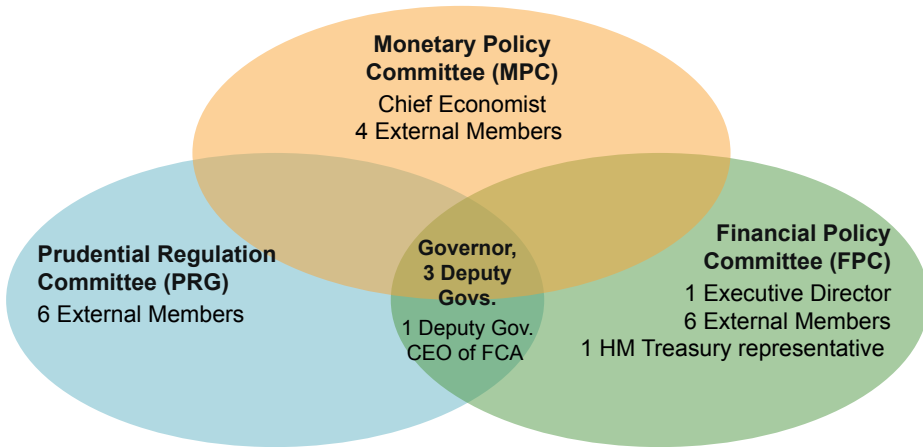 Monetary Policy
Committee (MPC)
Chief Economist
4 External Members
Prudential Regulation
Committee (PRG)
6 External Members
Governor,
3 Deputy
Govs.
1 Deputy Gov.
CEO of FCA
Financial Policy
Committee (FPC)
1 Executive Director
6 External Members
1 HM Treasury representative